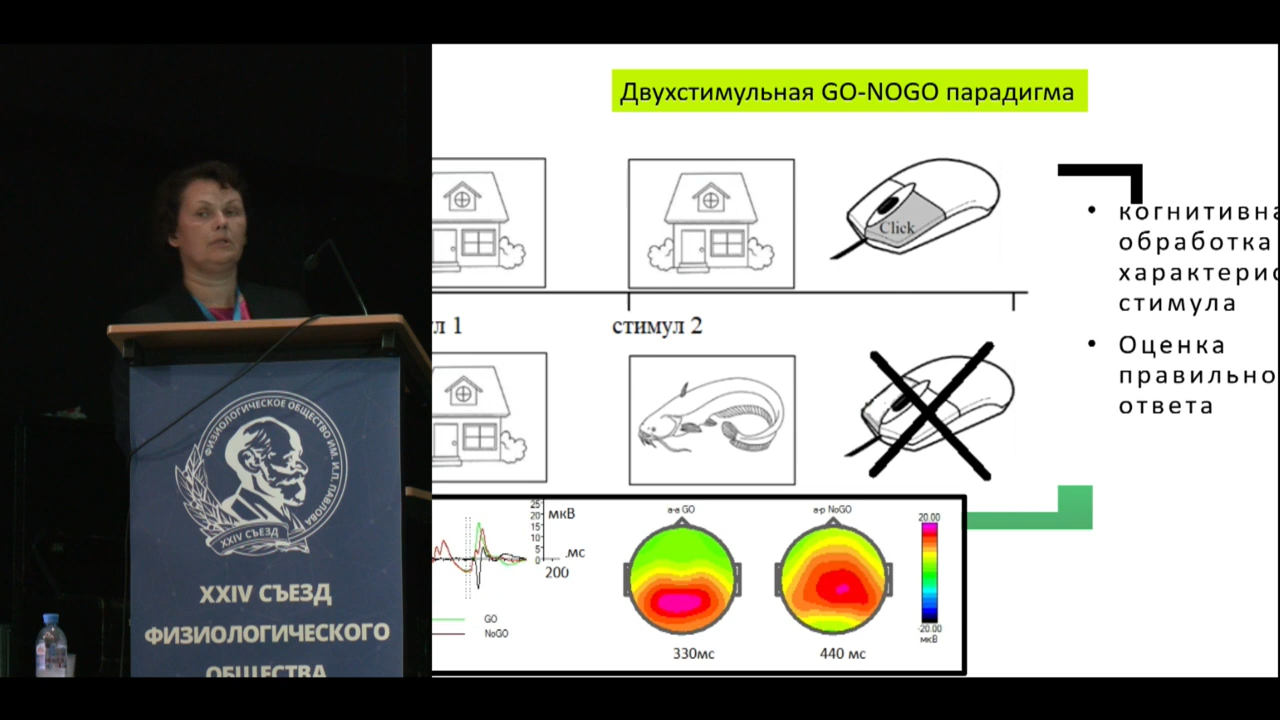 Двухстимульная GO-NOGO парадигма
Click
л 1
стимул 2
• когнитивна
обработка
характерис
стимула
• Оценка
правильно
ответа
25
20
15
10
5
0
мкВ
.мс
200
GO
NoGO
a-a GO
330мс
a-p NoGO
440 мс
20.00
-20.00
мкВ
ФИЗИОЛОГИЧЕСКОЕ ОБЩЕСТВО ИМ. И.П. ПАВЛОВА
XXIV СЪЕЗД
XXIV СЪЕЗД
ФИЗИОЛОГИЧЕСКОГО
ОБЩЕСТВА